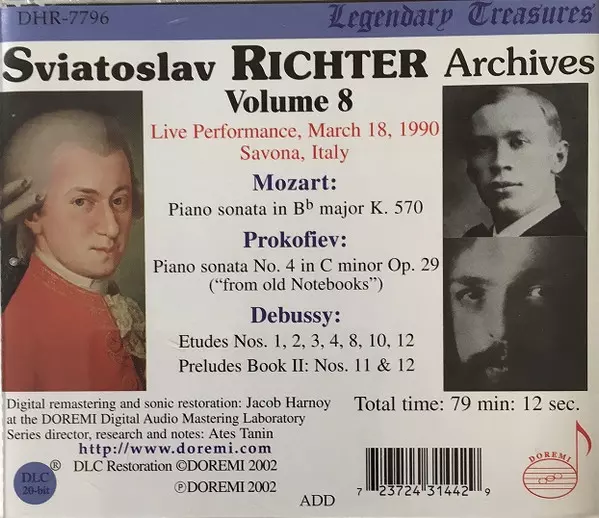 DHR-7796
Legendary Treasures
Sviatoslav RICHTER Archives
Volume 8
Live Performance, March 18, 1990
Savona, Italy
Mozart:
Piano sonata in Bb major K. 570
Prokofiev:
Piano sonata No. 4 in C minor Op. 29
(“from old Notebooks”)
Debussy:
Etudes Nos. 1, 2, 3, 4, 8, 10, 12
Preludes Book II: Nos. 11 & 12
Digital remastering and sonic restoration: Jacob Harnoy
at the DOREMI Digital Audio Mastering Laboratory
Series director, research and notes: Ates Tanin
http://www.doremi.com
Total time: 79 min: 12 sec.
DLC
20-bit
®
DLC Restoration ©DOREMI 2002
℗DOREMI 2002
ADD
7 23724 31442 9
DOREMI